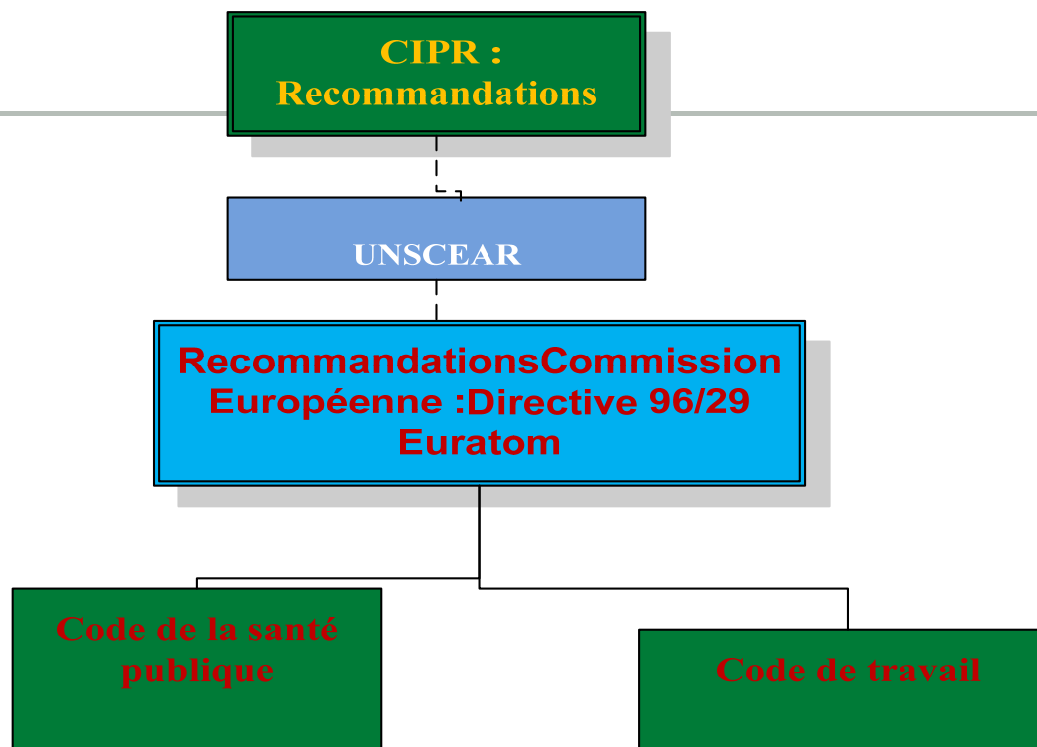 CIPR :
Recommandations
UNSCEAR
RecommandationsCommission
Européenne :Directive 96/29
Euratom
Code de la santé
publique
Code de travail